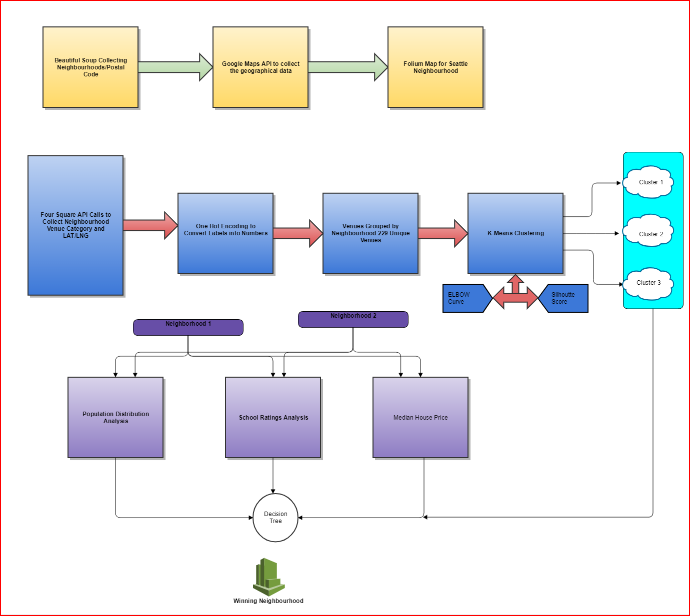 Beautiful Soup Collecting
Neighbourhoods/Postal
Code
Google Maps API to collect
the geographical data
Folium Map for Seattle
Neighbourhood
Four Square API Calls to
Collect Neighbourhood
Venue Category and
LAT/LNG
One Hot Encoding to
Convert Labels into Numbers
Venues Grouped by
Neighbourhood 229 Unique
Venues
K Means Clustering
Cluster 1
Cluster 2
Cluster 3
ELBOW
Curve
Silhoutte
Score
Neighborhood 1
Neighborhood 2
Population Distribution
Analysis
School Ratings Analysis
Median House Price
Decision
Tree
Winning Neighbourhood